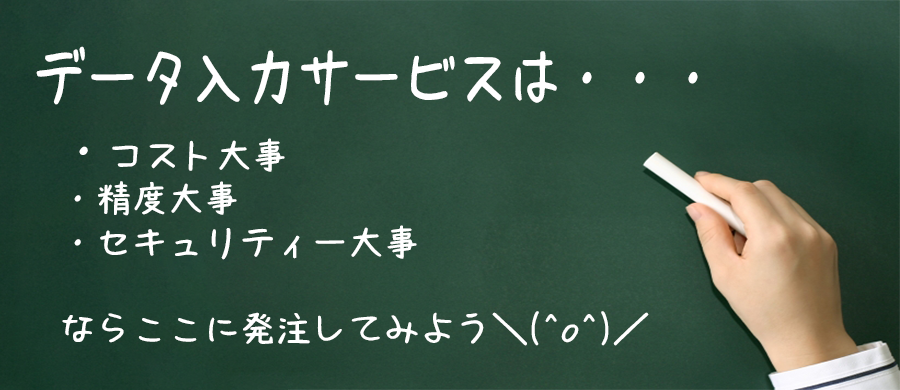 データ入力サービスは・・・
・コスト大事
・精度大事
・セキュリティー大事
ならここに発注してみよう＼(^o^)／